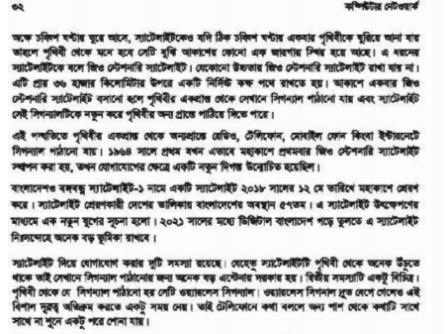 ৩২
কম্পিউটার নেটওয়ার্ক
অক্ষে চব্বিশ ঘন্টায় ঘুরে আসে, স্যাটেলাইটকেও যদি ঠিক চব্বিশ ঘন্টায় একবার পৃথিবীকে ঘুরিয়ে আনা যায়
তাহলে পৃথিবী থেকে মনে হবে সেটি বুঝি আকাশের কোনো এক জায়গায় স্থির হয়ে আছে। এ ধরনের
স্যাটেলাইটকে বলে জিও স্টেশনারি স্যাটেলাইট। যেকোনো উচ্চতায় জিও স্টেশনারি স্যাটেলাইট রাখা যায় না।
এটি প্রায় ৩৬ হাজার কিলোমিটার উপরে একটি নির্দিষ্ট কক্ষ পথে রাখতে হয়। আকাশে একবার জিও
স্টেশনারি স্যাটেলাইট বসানো হলে পৃথিবীর একপ্রান্ত থেকে সেখানে সিগন্যাল পাঠানো যায় এবং স্যাটেলাইট
সেই সিগন্যালটিকে নতুন করে পৃথিবীর অন্য প্রান্তে পাঠিয়ে দিতে পারে।
এই পদ্ধতিতে পৃথিবীর একপ্রান্ত থেকে অন্যপ্রান্তে রেডিও, টেলিফোন, মোবাইল ফোন কিংবা ইন্টারনেটে
সিগন্যাল পাঠানো যায়। ১৯৬৪ সালে প্রথম যখন এভাবে মহাকাশে প্রথমবার জিও স্টেশনারি স্যাটেলাইট
স্থাপন করা হয়, তখন যোগাযোগের ক্ষেত্রে একটি নতুন দিগন্ত উন্মোচিত হয়েছিল।
বাংলাদেশও বঙ্গবন্ধু স্যাটেলাইট-১ নামে একটি স্যাটেলাইট ২০১৮ সালের ১২ মে তারিখে মহাকাশে প্রেরণ
করে। স্যাটেলাইট প্রেরণকারী দেশের তালিকায় বাংলাদেশের অবস্থান ৫৭তম। এ স্যাটেলাইট উৎক্ষেপণের
মাধ্যমে এক নতুন যুগের সূচনা হলো। ২০২১ সালের মধ্যে ডিজিটাল বাংলাদেশ গড়ে তুলতে এ স্যাটেলাইট
নিঃসন্দেহে অনেক বড় ভূমিকা রাখবে।
স্যাটেলাইট দিয়ে যোগাযোগ করায় দুটি সমস্যা রয়েছে। যেহেতু স্যাটেলাইটটি পৃথিবী থেকে অনেক উঁচুতে
থাকে তাই সেখানে সিগন্যাল পাঠানোর জন্য অনেক বড় এন্টেনার দরকার হয়। দ্বিতীয় সমস্যাটি একটু বিচিত্র।
পৃথিবী থেকে যে সিগন্যাল পাঠানো হয় সেটি ওয়্যারলেস সিগন্যাল। ওয়্যারলেস সিগন্যাল দ্রুত বেগে গেলেও এই
বিশাল দূরত্ব অতিক্রম করতে একটু সময় নেয়। তাই টেলিফোনে কথা বললে অন্য পাশ থেকে কথাটি সাথে
সাথে না শুনে একটু পরে শোনা যায়।